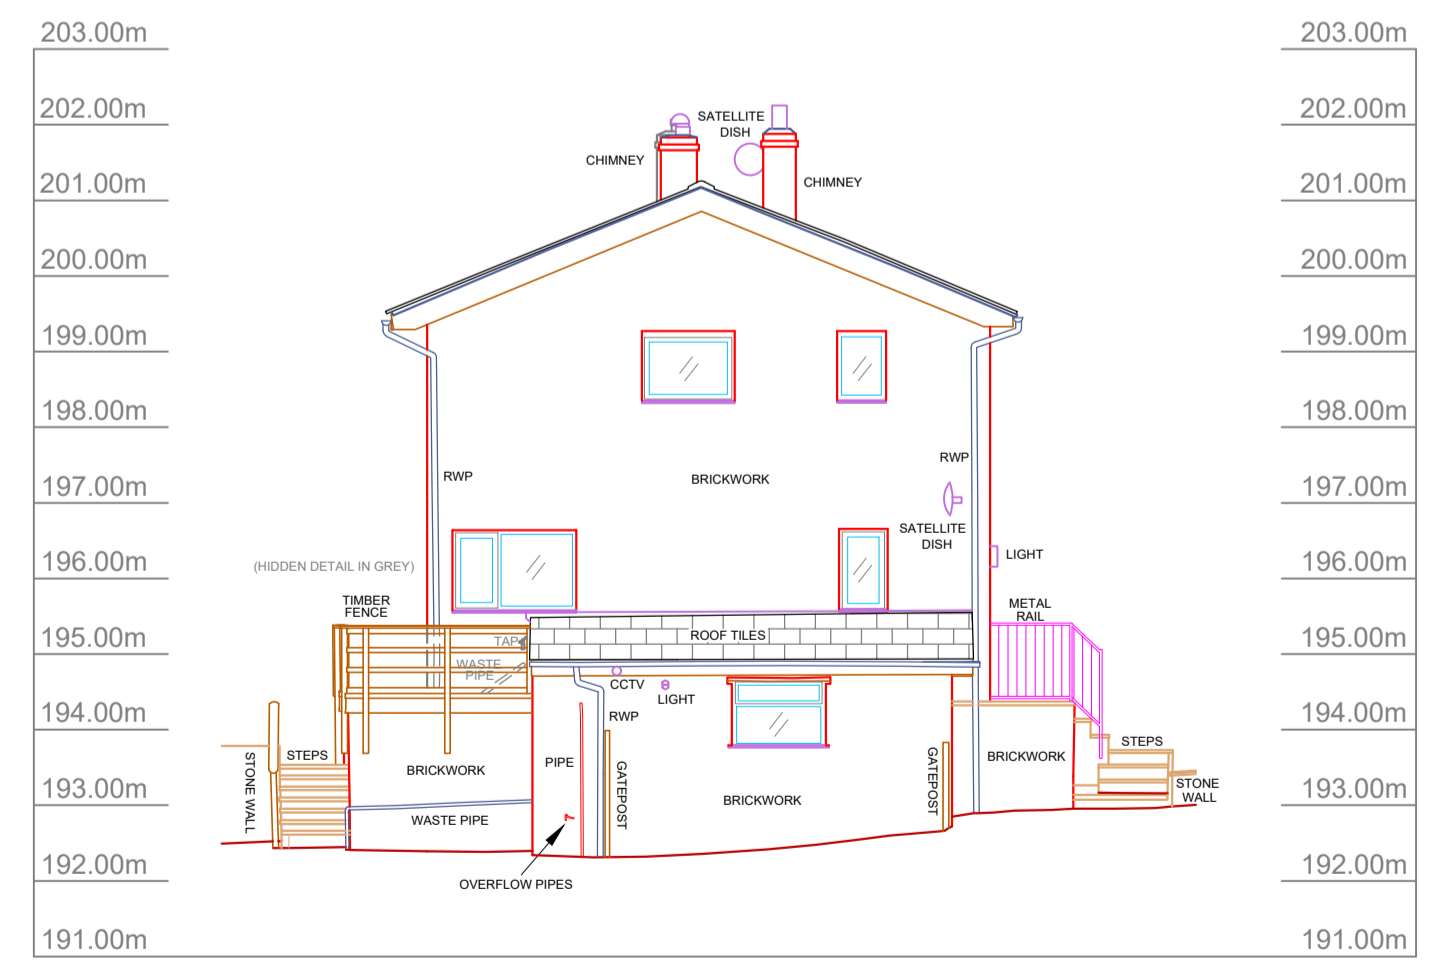 203.00m
203.00m
202.00m
202.00m
SATELLITE
DISH
CHIMNEY
CHIMNEY
201.00m
201.00m
200.00m
200.00m
199.00m
199.00m
198.00m
198.00m
RWP
RWP
BRICKWORK
197.00m
197.00m
SATELLITE
DISH
LIGHT
196.00m
196.00m
(HIDDEN DETAIL IN GREY)
TIMBER
FENCE
METAL
RAIL
195.00m
195.00m
TAP
ROOF TILES
WASTE
PIPE
CCTV
LIGHT
194.00m
194.00m
RWP
STEPS
STEPS
STONE WALL
BRICKWORK
PIPE
GATEPOST
GATEPOST
BRICKWORK
193.00m
193.00m
STONE
WALL
BRICKWORK
WASTE PIPE
192.00m
192.00m
OVERFLOW PIPES
191.00m
191.00m